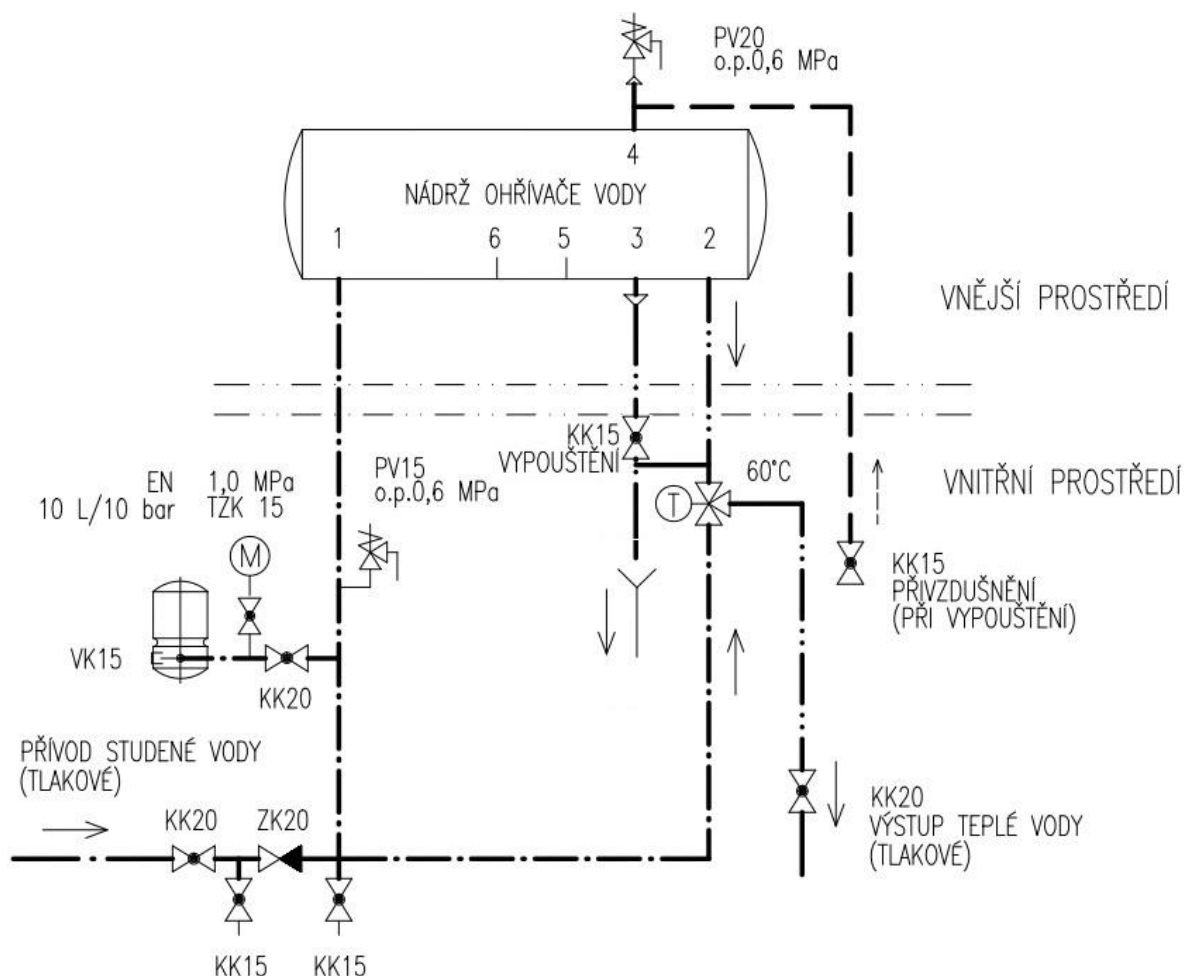 PV20
o.p.0,6 MPa
4
NÁDRŽ OHŘÍVAČE VODY
1
6
5
3
2
VNĚJŠÍ PROSTŘEDÍ
KK15
VYPOUŠTĚNÍ
60°C
VNITŘNÍ PROSTŘEDÍ
PV15
o.p.0,6 MPa
EN
10 L/10 bar
1,0 MPa
TZK 15
M
T
KK15
PŘIVZDUŠNĚNÍ
(PŘI VYPOUŠTĚNÍ)
VK15
KK20
PŘÍVOD STUDENÉ VODY
(TLAKOVÉ)
KK20
ZK20
KK20
VÝSTUP TEPLÉ VODY
(TLAKOVÉ)
KK15
KK15